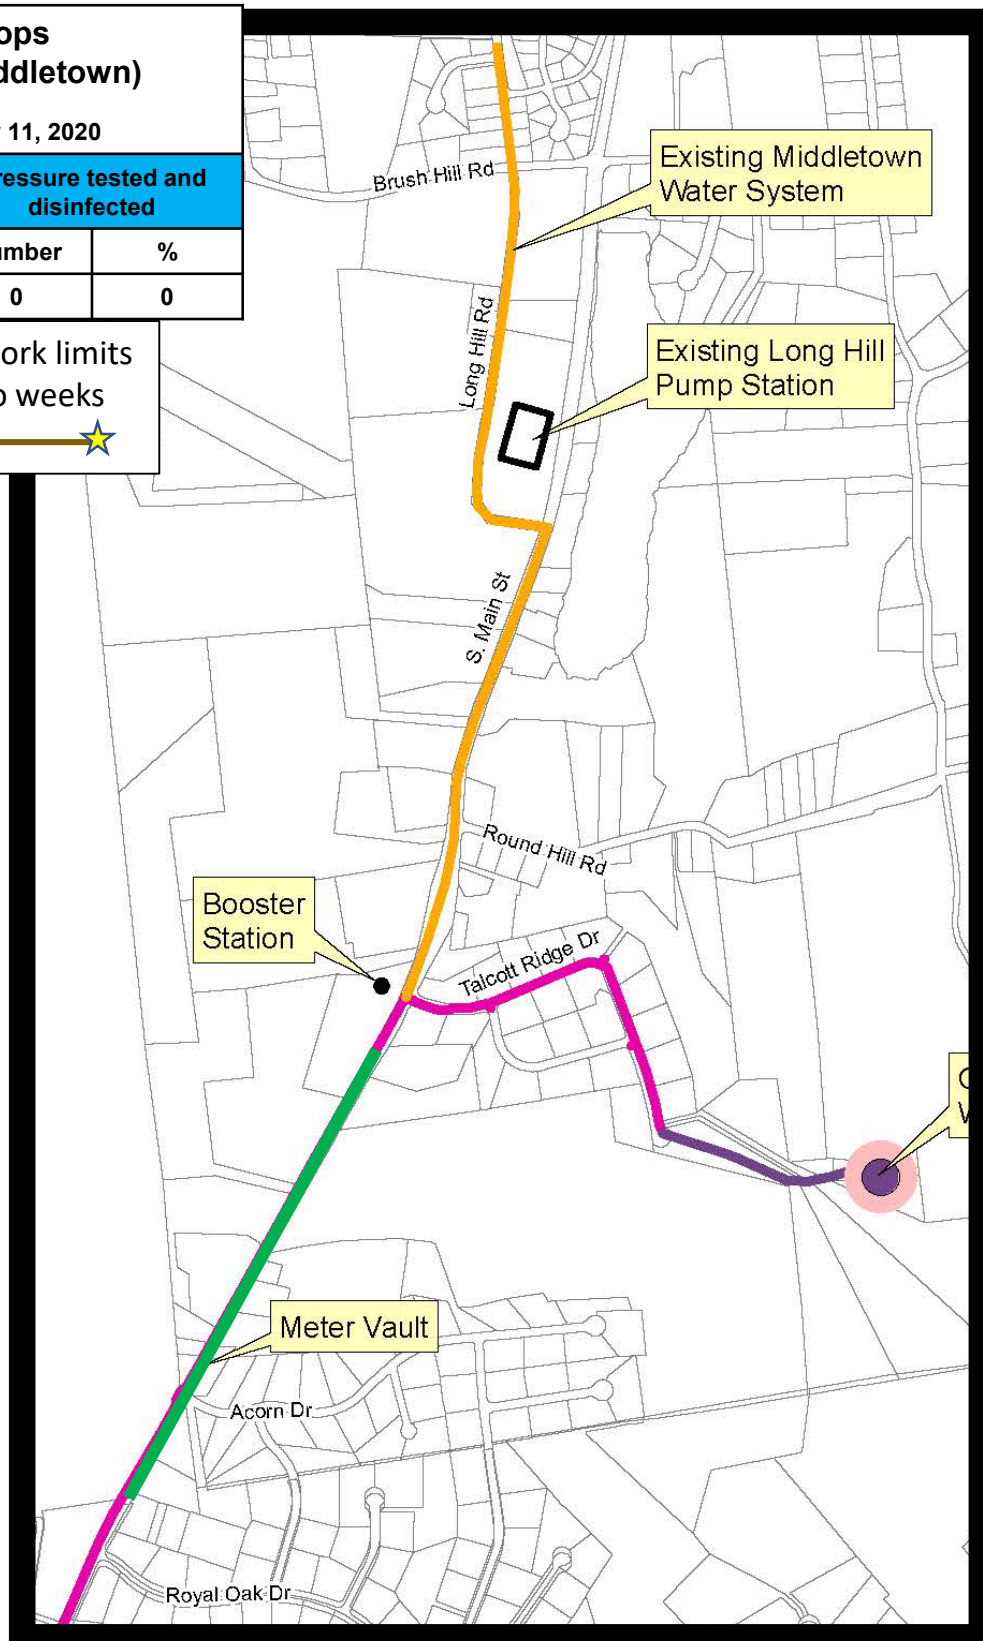 ops
ddletown)
11, 2020
ressure tested and
disinfected
umber %
0 0
ork limits
o weeks
Brush Hill Rd
Existing Middletown
Water System
Long Hill Rd
Existing Long Hill
Pump Station
S. Main St
Round Hill Rd
Booster
Station
Talcott Ridge Dr
Meter Vault
Acorn Dr
Royal Oak Dr